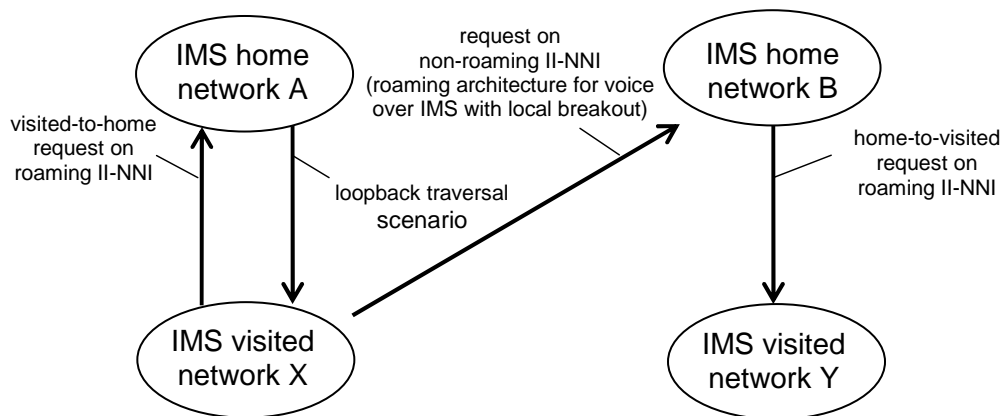 IMS home
network A
request on
non-roaming II-NNI
(roaming architecture for voice
over IMS with local breakout)
IMS home
network B
visited-to-home
request on
roaming II-NNI
loopback traversal
scenario
home-to-visited
request on
roaming II-NNI
IMS visited
network X
IMS visited
network Y